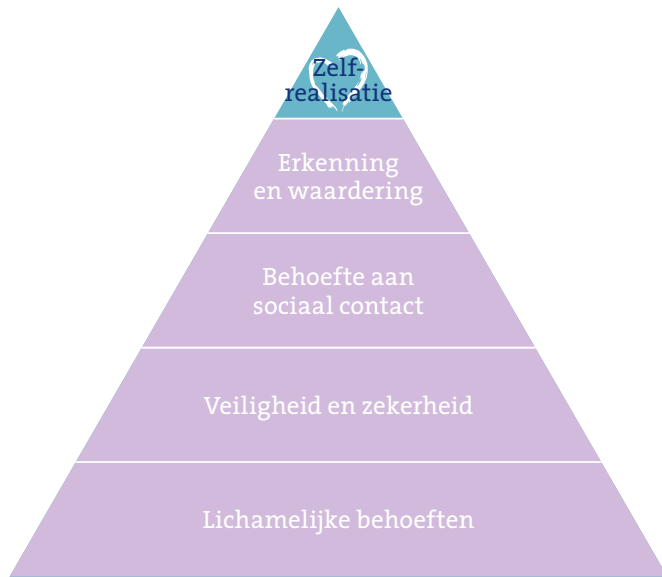 Zelf-
realisatie
Erkenning
en waardering
Behoefte aan
sociaal contact
Veiligheid en zekerheid
Lichamelijke behoeften